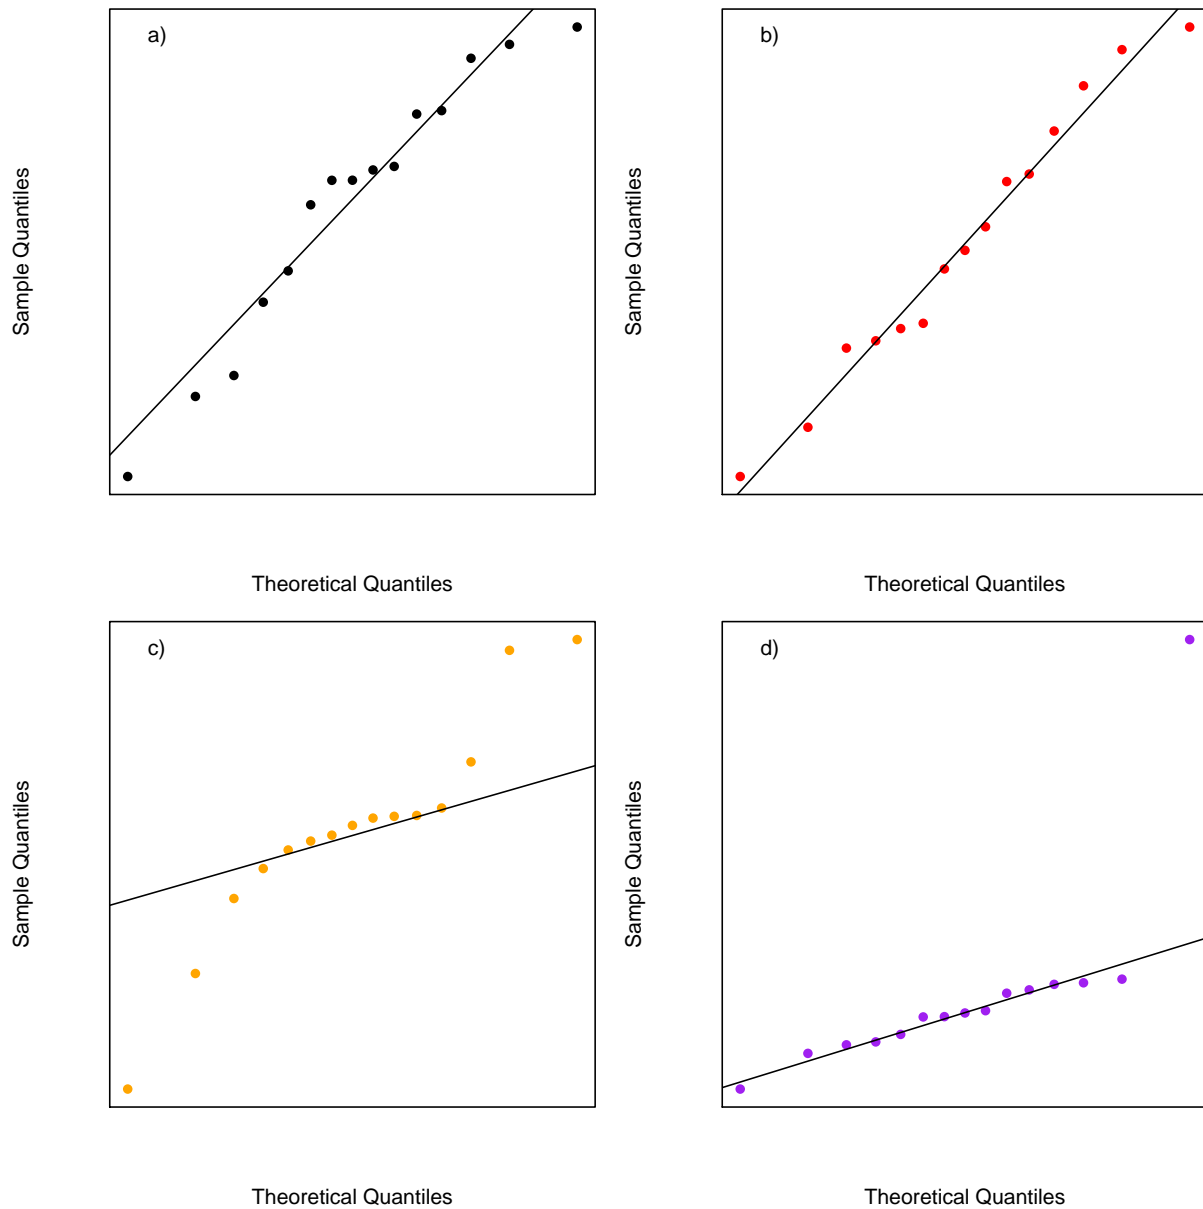 a)
Sample Quantiles
Theoretical Quantiles
b)
Sample Quantiles
Theoretical Quantiles
c)
Sample Quantiles
Theoretical Quantiles
d)
Sample Quantiles
Theoretical Quantiles